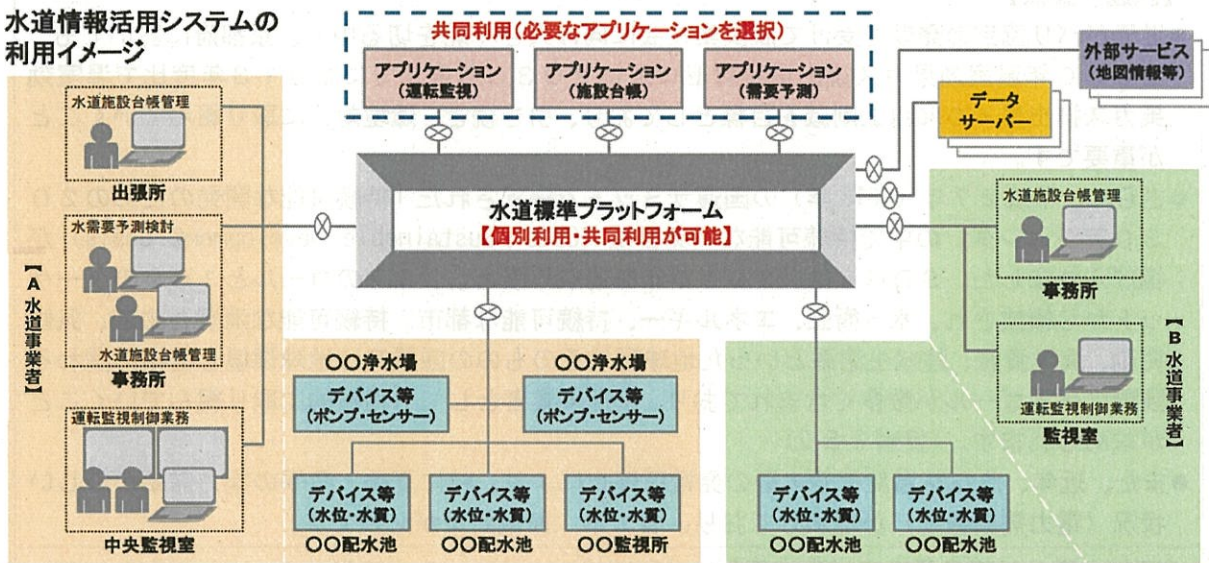 水道情報活用システムの
利用イメージ
共同利用(必要なアプリケーションを選択)
アプリケーション
(運転監視)
アプリケーション
(施設台帳)
アプリケーション
(需要予測)
外部サービス
(地図情報等)
データ
サーバー
水道標準プラットフォーム
【個別利用・共同利用が可能】
【A 水道事業者】
水道施設台帳管理
出張所
水需要予測検討
水道施設台帳管理
事務所
運転監視制御業務
中央監視室
〇〇浄水場
デバイス等
(ポンプ・センサー)
〇〇浄水場
デバイス等
(ポンプ・センサー)
デバイス等
(水位・水質)
〇〇配水池
デバイス等
(水位・水質)
〇〇配水池
デバイス等
(水位・水質)
〇〇監視所
デバイス等
(水位・水質)
〇〇配水池
デバイス等
(水位・水質)
〇〇配水池
水道施設台帳管理
事務所
運転監視制御業務
監視室
【B 水道事業者】